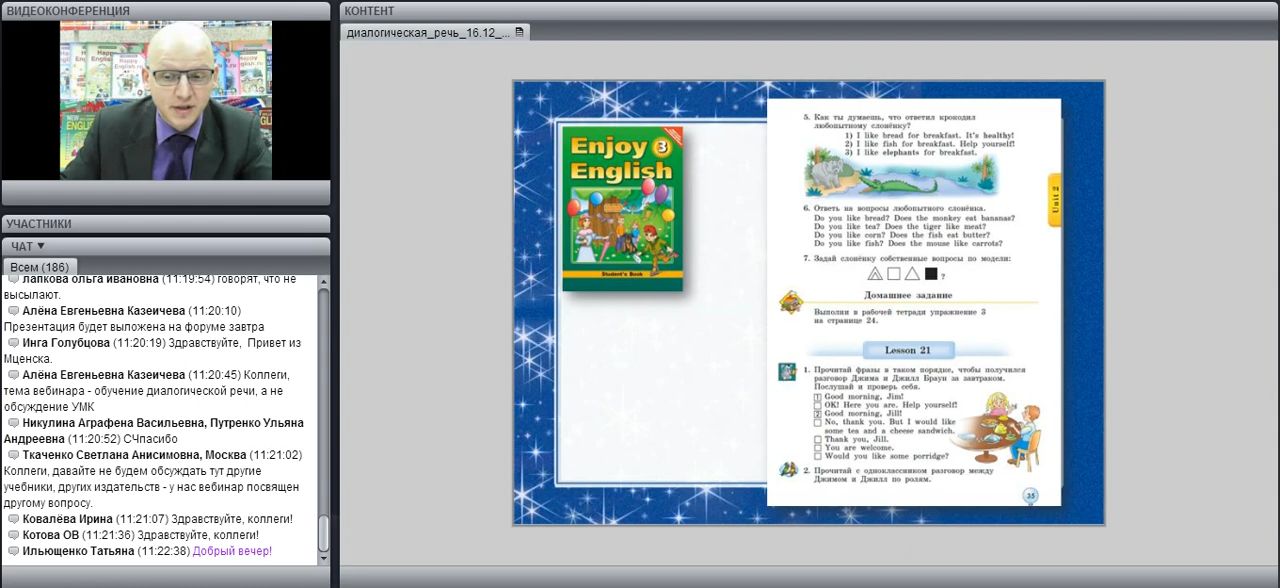 ВИДЕОКОНФЕРЕНЦИЯ
Happy English
УЧАСТНИКИ
ЧАТ ▼
Всем (186)
лапкова ольга ивановна (11:19:54) говорят, что не
высылают.
Алёна Евгеньевна Казеичева (11:20:10)
Презентация будет выложена на форуме завтра
Инга Голубцова (11:20:19) Здравствуйте, Привет из
Мценска.
Алёна Евгеньевна Казеичева (11:20:45) Коллеги,
тема вебинара - обучение диалогической речи, а не
обсуждение УМК
Никулина Аграфена Васильевна, Путренко Ульяна
Андреевна (11:20:52) СЧпасибо
Ткаченко Светлана Анисимовна, Москва (11:21:02)
Коллеги, давайте не будем обсуждать тут другие
учебники, других издательств - у нас вебинар посвящен
другому вопросу.
Ковалёва Ирина (11:21:07) Здравствуйте, коллеги!
Котова ОВ (11:21:36) Здравствуйте, коллеги!
Ильющенко Татьяна (11:22:38) Добрый вечер!
КОНТЕНТ
диалогическая_речь_16.12_...
Enjoy 3
English
Student's Book
5. Как ты думаешь, что ответил крокодил
любопытному слонёнку?
1) I like bread for breakfast. It's healthy!
2) I like fish for breakfast. Help yourself!
3) I like elephants for breakfast.
Unit 2
6. Ответь на вопросы любопытного слонёнка.
Do you like bread? Does the monkey eat bananas?
Do you like tea? Does the tiger like meat?
Do you like corn? Does the fish eat butter?
Do you like fish? Does the mouse like carrots?
7. Задай слонёнку собственные вопросы по модели:
?
Домашнее задание
Выполни в рабочей тетради упражнение 3
на странице 24.
Lesson 21
1. Прочитай фразы в таком порядке, чтобы получился
разговор Джима и Джилл Браун за завтраком.
Послушай и проверь себя.
1 Good morning, Jim!
OK! Here you are. Help yourself!
2 Good morning, Jill!
No, thank you. But I would like
some tea and a cheese sandwich.
Thank you, Jill.
You are welcome.
Would you like some porridge?
2. Прочитай с одноклассником разговор между
Джимом и Джилл по ролям.
35